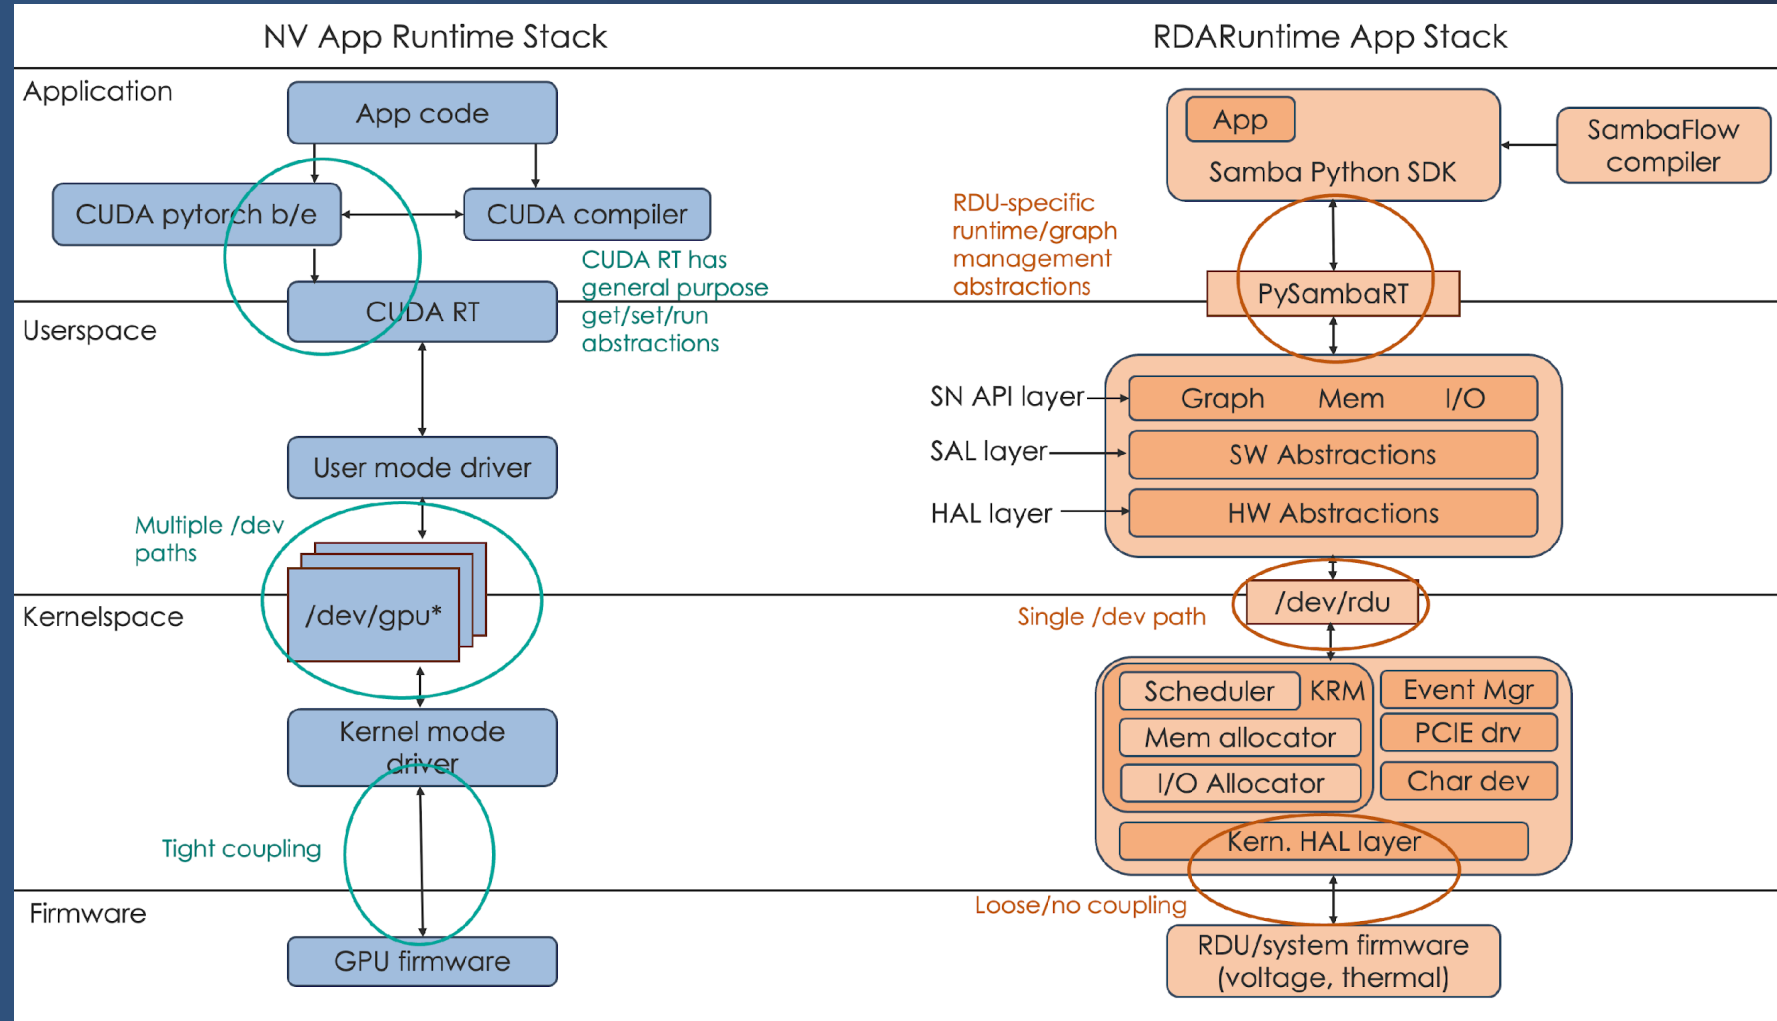 NV App Runtime Stack
RDARuntime App Stack
Application
App code
CUDA pytorch b/e
CUDA compiler
CUDA RT has
general purpose
get/set/run
abstractions
CUDA RT
Userspace
User mode driver
Multiple /dev
paths
/dev/gpu*
Kernelspace
Kernel mode
driver
Tight coupling
Firmware
GPU firmware
App
Samba Python SDK
SambaFlow
compiler
RDU-specific
runtime/graph
management
abstractions
PySambaRT
SN API layer
Graph Mem I/O
SAL layer
SW Abstractions
HAL layer
HW Abstractions
Single /dev path
/dev/rdu
Scheduler KRM
Mem allocator
I/O Allocator
Event Mgr
PCIE drv
Char dev
Kern. HAL layer
Loose/no coupling
RDU/system firmware
(voltage, thermal)